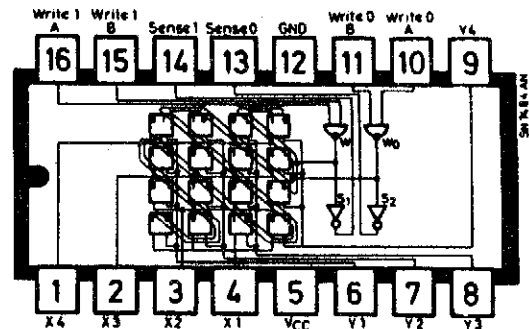 Write 1 Write 1 Sense 1 Sense 0 GND Write 0 Write 0 Y4
A B B A
16 15 14 13 12 11 10 9
W W0
S1 S2
1 2 3 4 5 6 7 8
X4 X3 X2 X1 VCC Y1 Y2 Y3